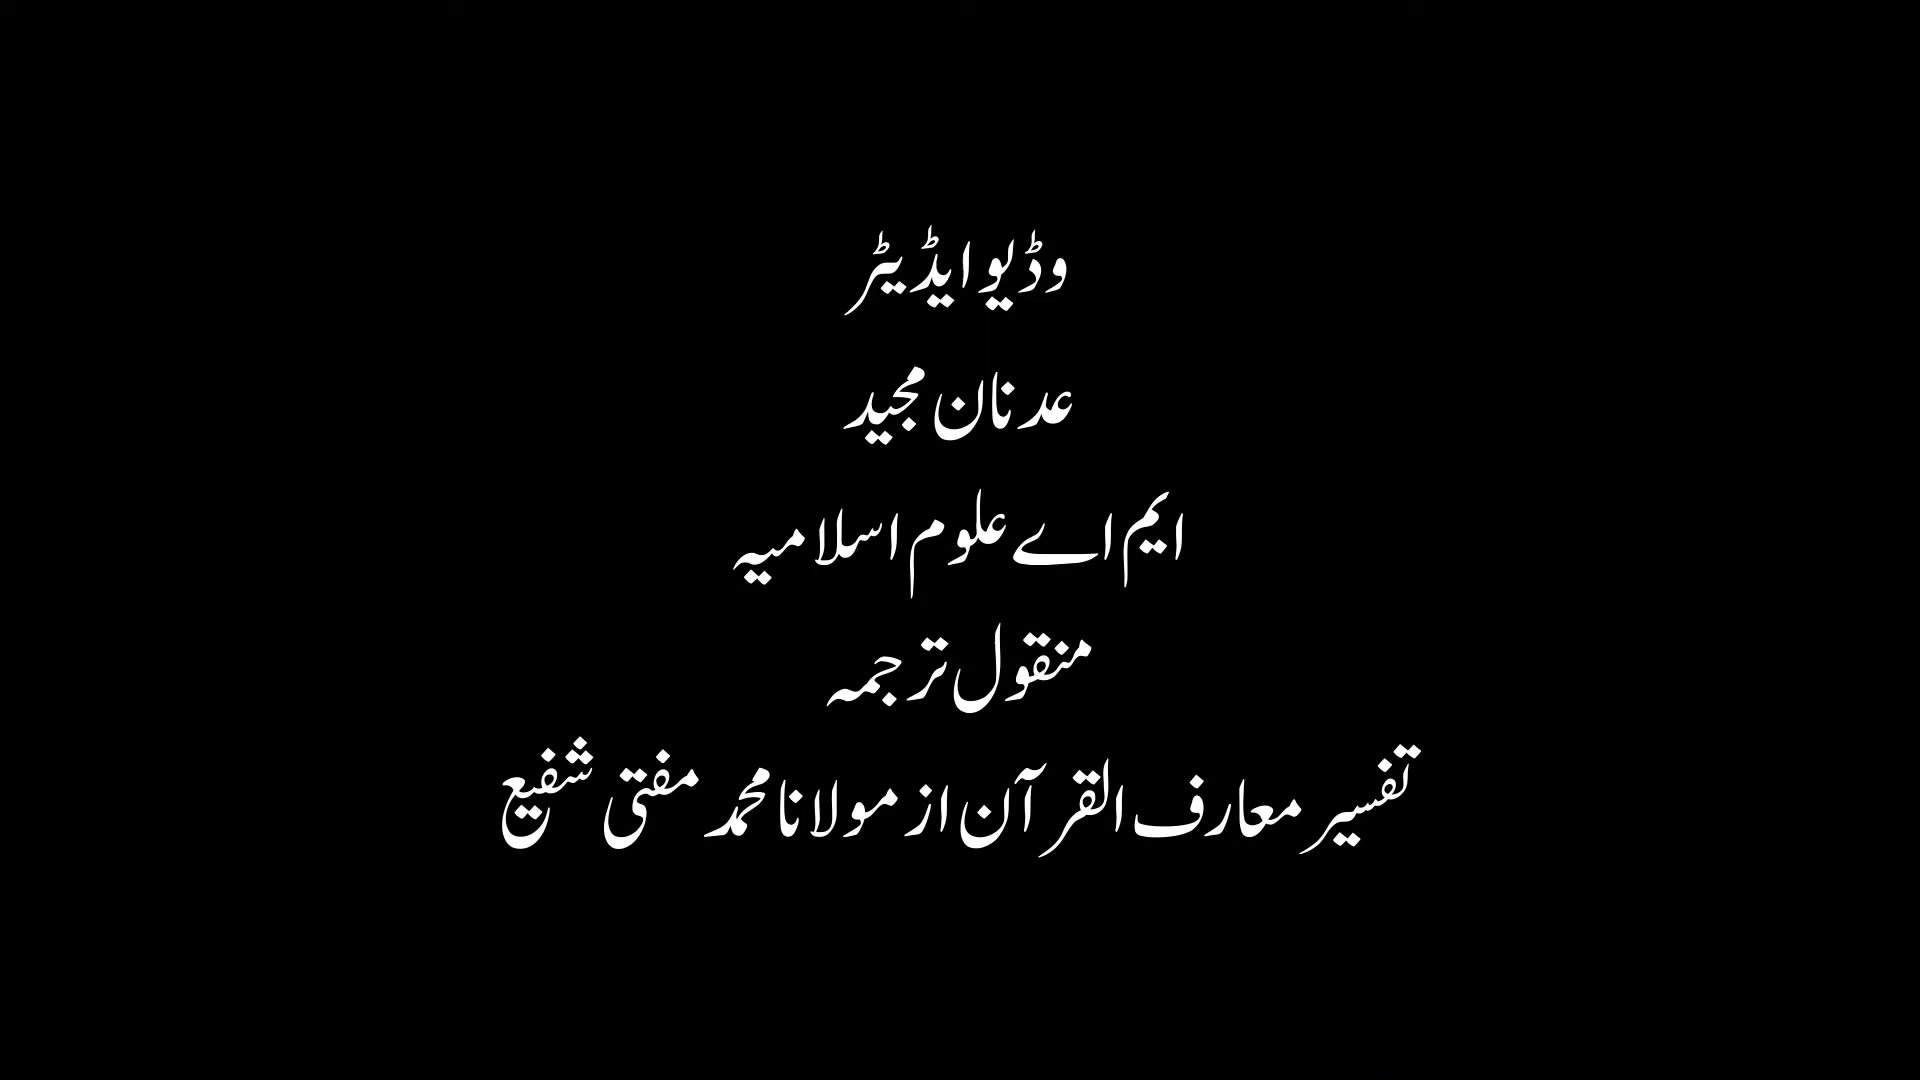 وڈیو ایڈیٹر
عدنان مجید
ایم اے علوم اسلامیہ
منقول ترجمہ
تفسیر معارف القرآن از مولانا محمد مفتی شفیع